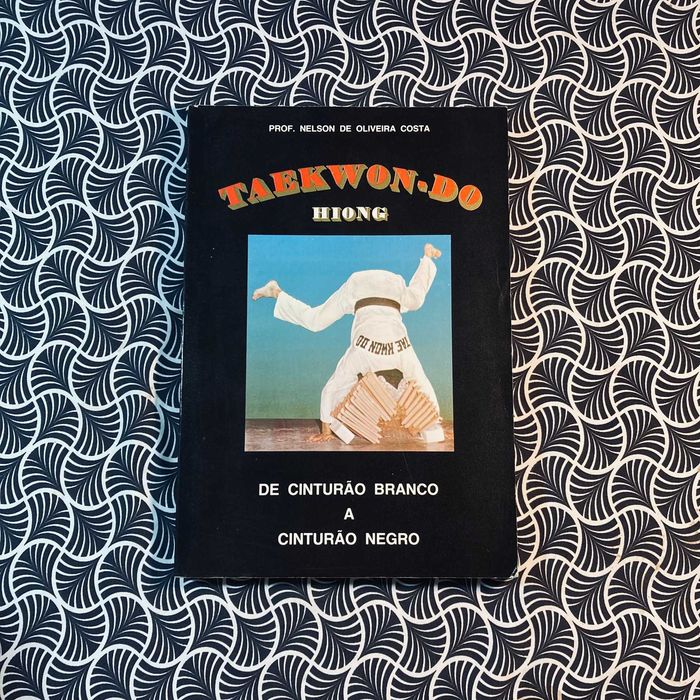 PROF. NELSON DE OLIVEIRA COSTA
TAEKWON-DO
HIONG
TAE KWON DO
DE CINTURÃO BRANCO
A
CINTURÃO NEGRO